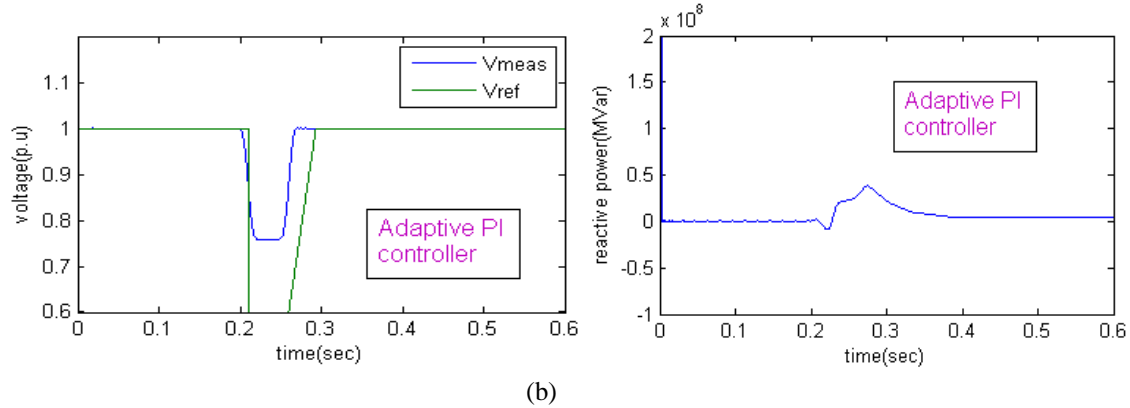 1.1
1
0.9
0.8
0.7
0.6
voltage(p.u)
Vmeas
Vref
Adaptive PI
controller
0 0.1 0.2 0.3 0.4 0.5 0.6
time(sec)
x 10^8
2
1.5
1
0.5
0
-0.5
-1
reactive power(MVar)
Adaptive PI
controller
0 0.1 0.2 0.3 0.4 0.5 0.6
time(sec)
(b)